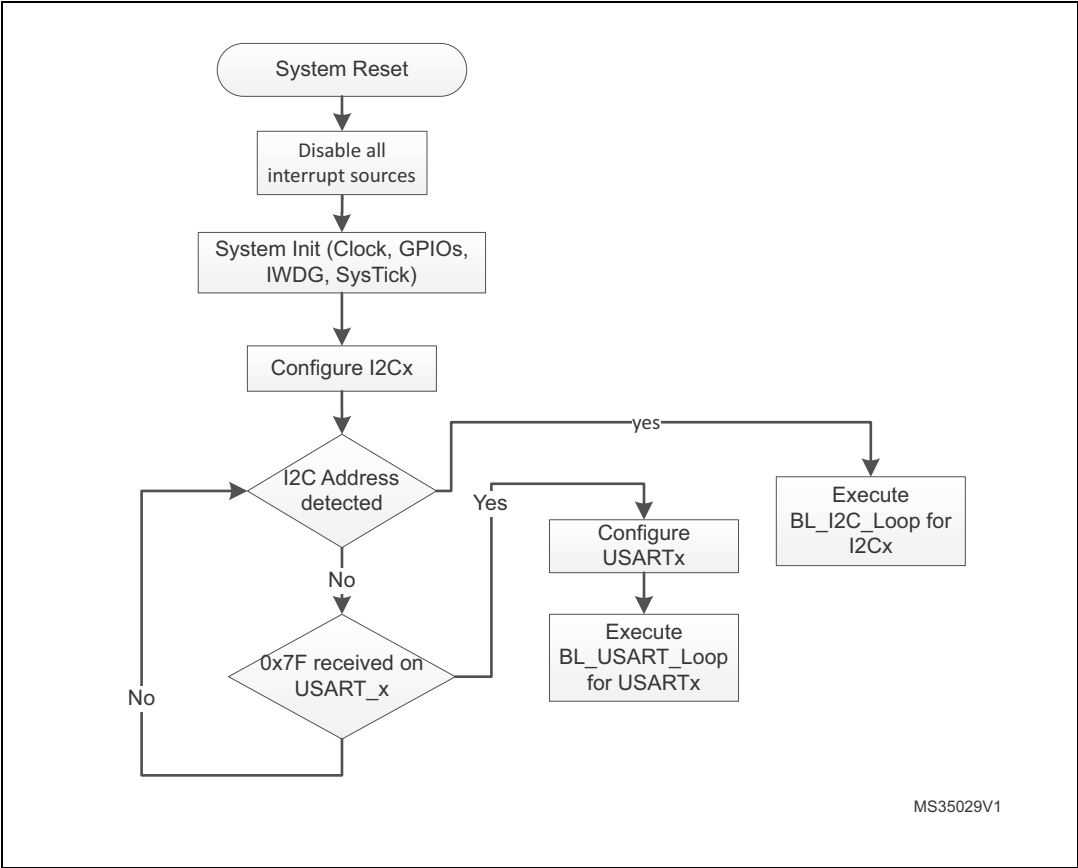 System Reset
Disable all
interrupt sources
System Init (Clock, GPIOs,
IWDG, SysTick)
Configure I2Cx
I2C Address
detected
yes
Execute
BL_I2C_Loop for
I2Cx
Yes
Configure
USARTx
No
Execute
BL_USART_Loop
for USARTx
0x7F received on
USART_x
No
MS35029V1